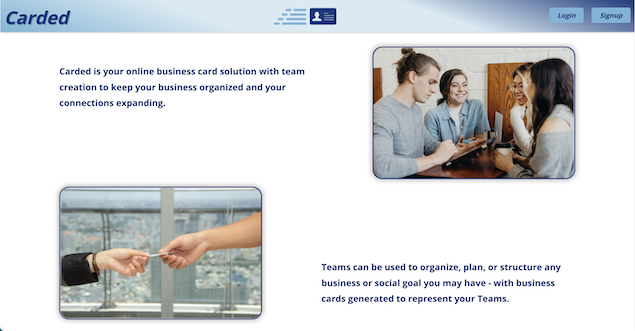 Carded
Login
Signup
Carded is your online business card solution with team
creation to keep your business organized and your
connections expanding.
Teams can be used to organize, plan, or structure any
business or social goal you may have - with business
cards generated to represent your Teams.